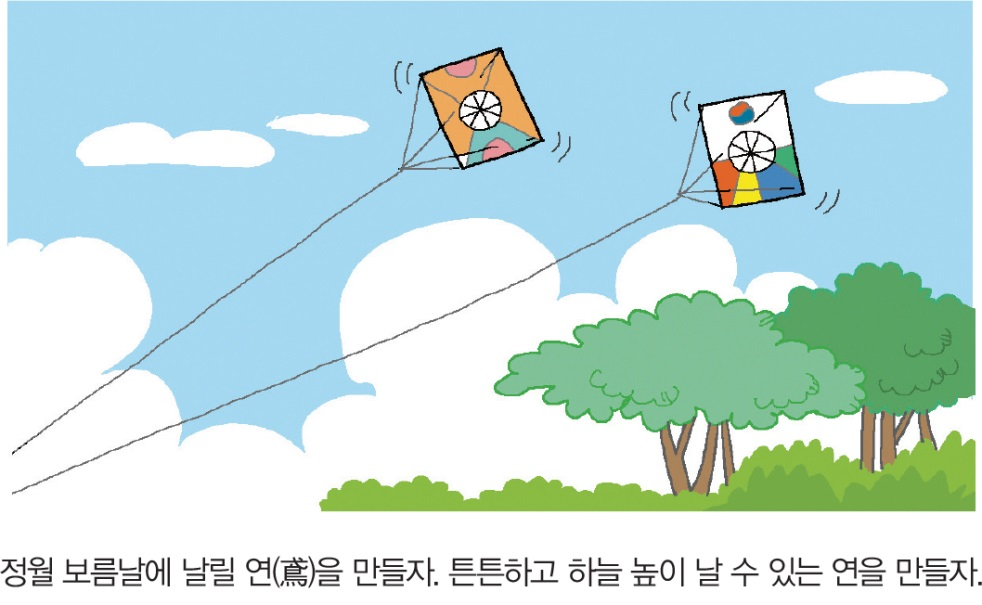 정월 보름날에 날릴 연(鳶)을 만들자. 튼튼하고 하늘 높이 날 수 있는 연을 만들자.